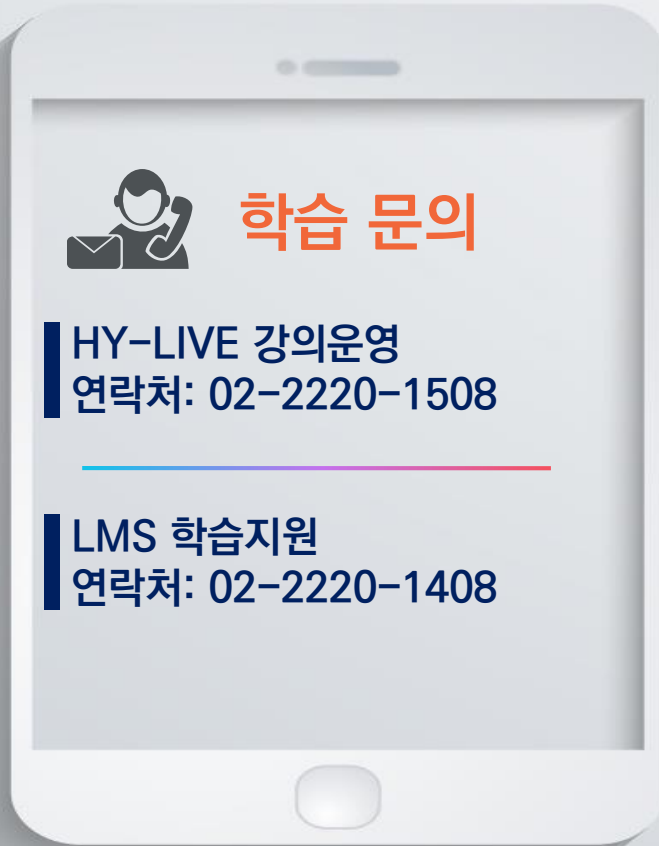 학습 문의
HY-LIVE 강의운영
연락처: 02-2220-1508
LMS 학습지원
연락처: 02-2220-1408